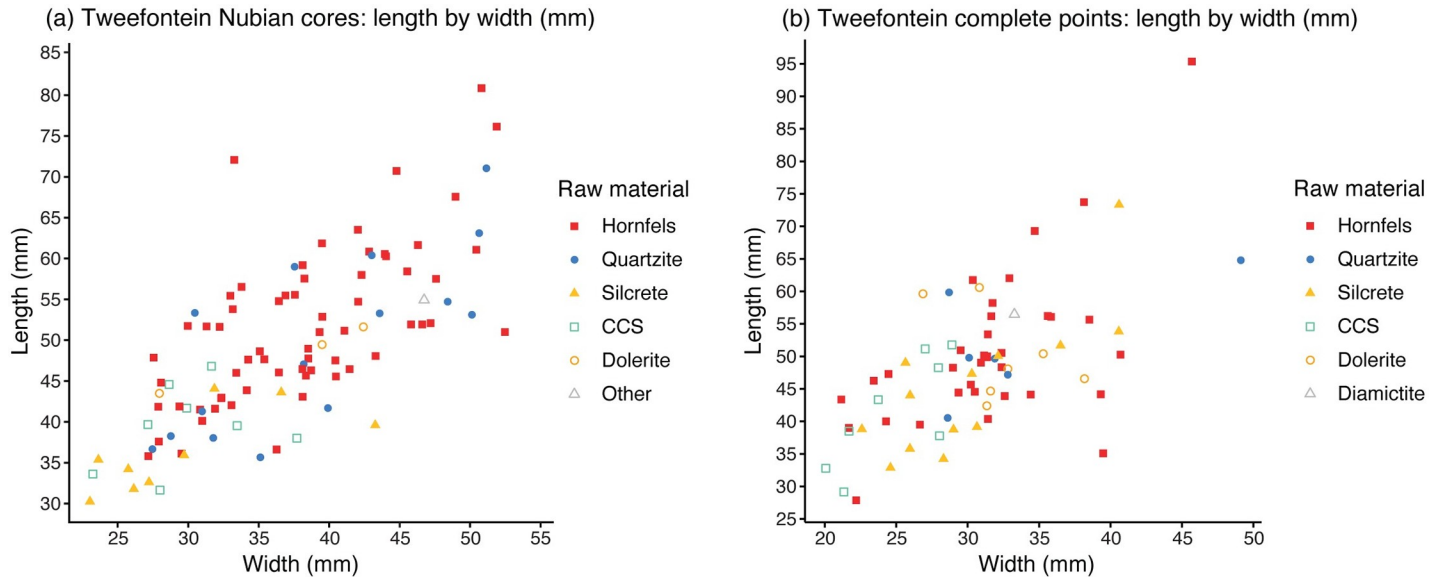 (a) Tweefontein Nubian cores: length by width (mm)
85
80
75
70
65
60
55
50
45
40
35
30
Length (mm)
25
30
35
40
45
50
55
Width (mm)
Raw material
Hornfels
Quartzite
Silcrete
CCS
Dolerite
Other
(b) Tweefontein complete points: length by width (mm)
95
90
85
80
75
70
65
60
55
50
45
40
35
30
25
Length (mm)
20
25
30
35
40
45
50
Width (mm)
Raw material
Hornfels
Quartzite
Silcrete
CCS
Dolerite
Diamictite